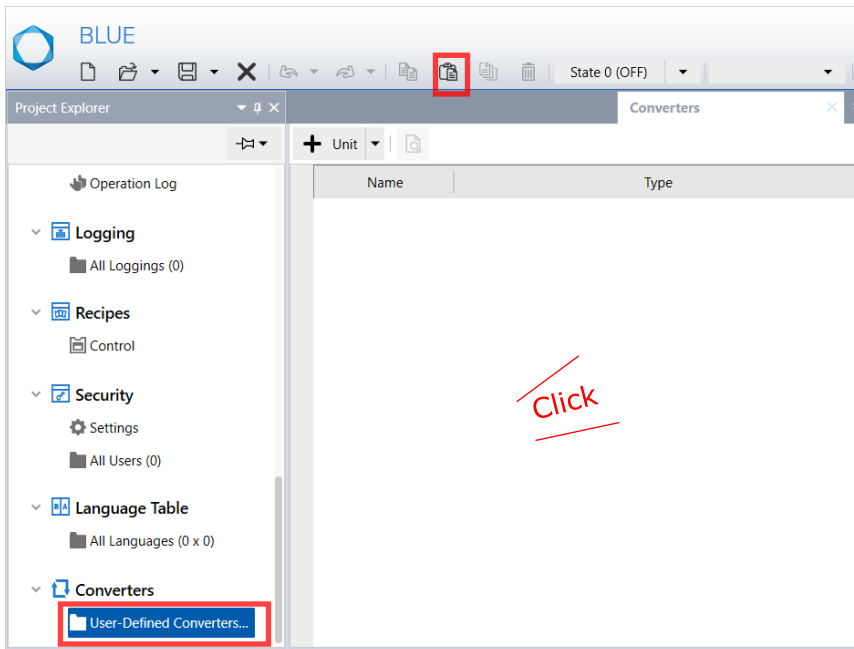 BLUE
State 0 (OFF)
Project Explorer
Converters
Unit
Name Type
Operation Log
Logging
All Loggings (0)
Recipes
Control
Security
Settings
All Users (0)
Language Table
All Languages (0 x 0)
Converters
User-Defined Converters...
Click